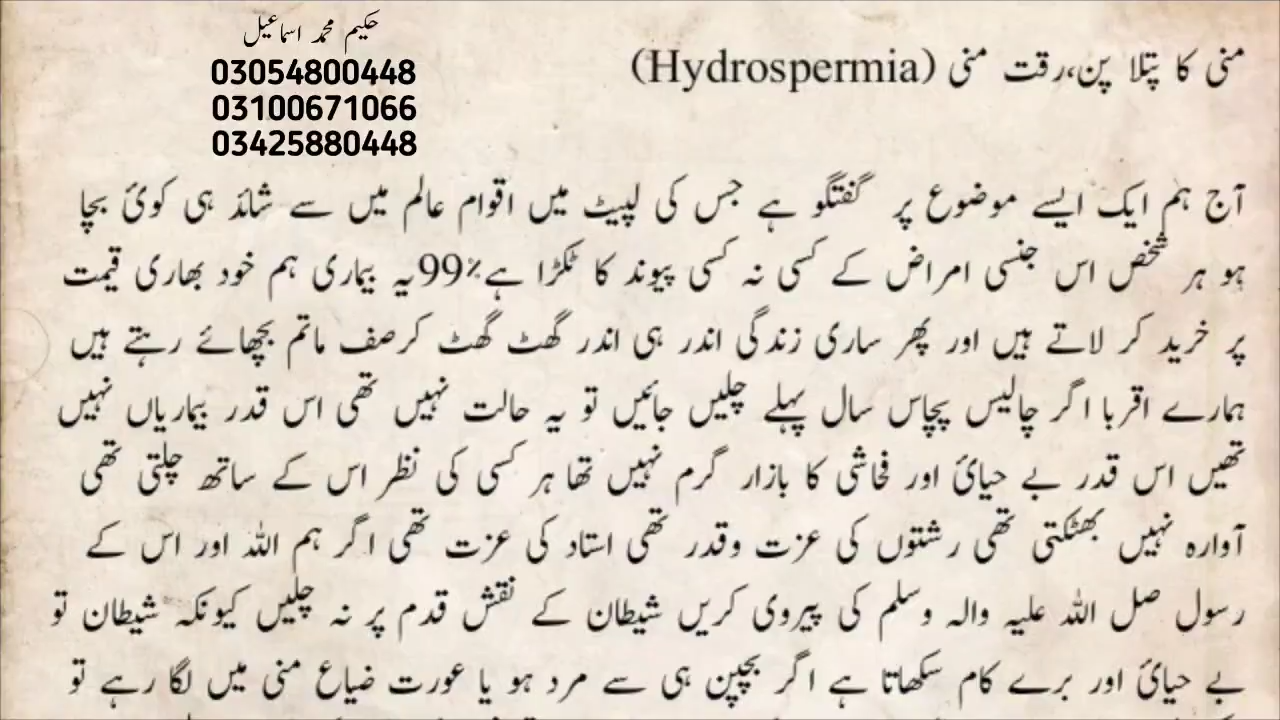 حکیم محمد اسماعیل
03054800448
03100671066
03425880448
منی کا پتلا پن،رقت منی (Hydrospermia)
آج ہم ایک ایسے موضوع پر گفتگو ہے جس کی لپیٹ میں اقوام عالم میں سے شائد ہی کوئ بچا
ہو ہر شخص اس جنسی امراض کے کسی نہ کسی پیوند کا ٹکڑا ہے٪99یہ بیماری ہم خود بھاری قیمت
پر خرید کر لاتے ہیں اور پھر ساری زندگی اندر ہی اندر گھٹ گھٹ کرصف ماتم بچھائے رہتے ہیں
ہمارے اقربا اگر چالیس پچاس سال پہلے چلیں جائیں تو یہ حالت نہیں تھی اس قدر بیماریاں نہیں
تھیں اس قدر بے حیائ اور فحاشی کا بازار گرم نہیں تھا ہر کسی کی نظر اس کے ساتھ چلتی تھی
آوارہ نہیں بھٹکتی تھی رشتوں کی عزت وقدر تھی استاد کی عزت تھی اگر ہم اللہ اور اس کے
رسول صل اللہ علیہ والہ وسلم کی پیروی کریں شیطان کے نقش قدم پر نہ چلیں کیونکہ شیطان تو
بے حیائ اور برے کام سکھاتا ہے اگر بچپن ہی سے مرد ہو یا عورت ضیاع منی میں لگا رہے تو